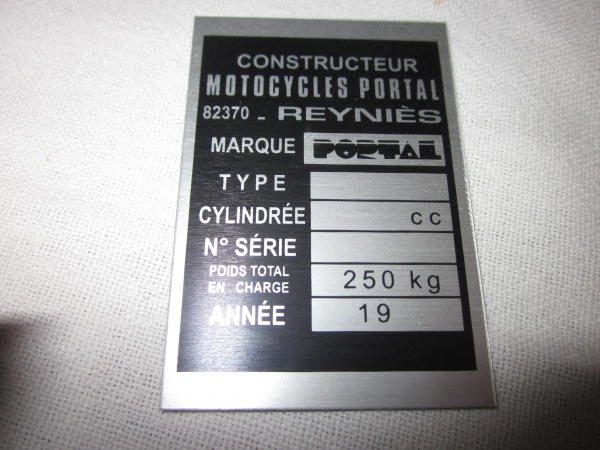 CONSTRUCTEUR
MOTOCYCLES PORTAL
82370 - REYNIÈS
MARQUE PORTAL
TYPE
CYLINDRÉE cc
N° SÉRIE
POIDS TOTAL
EN CHARGE 250 kg
ANNÉE 19